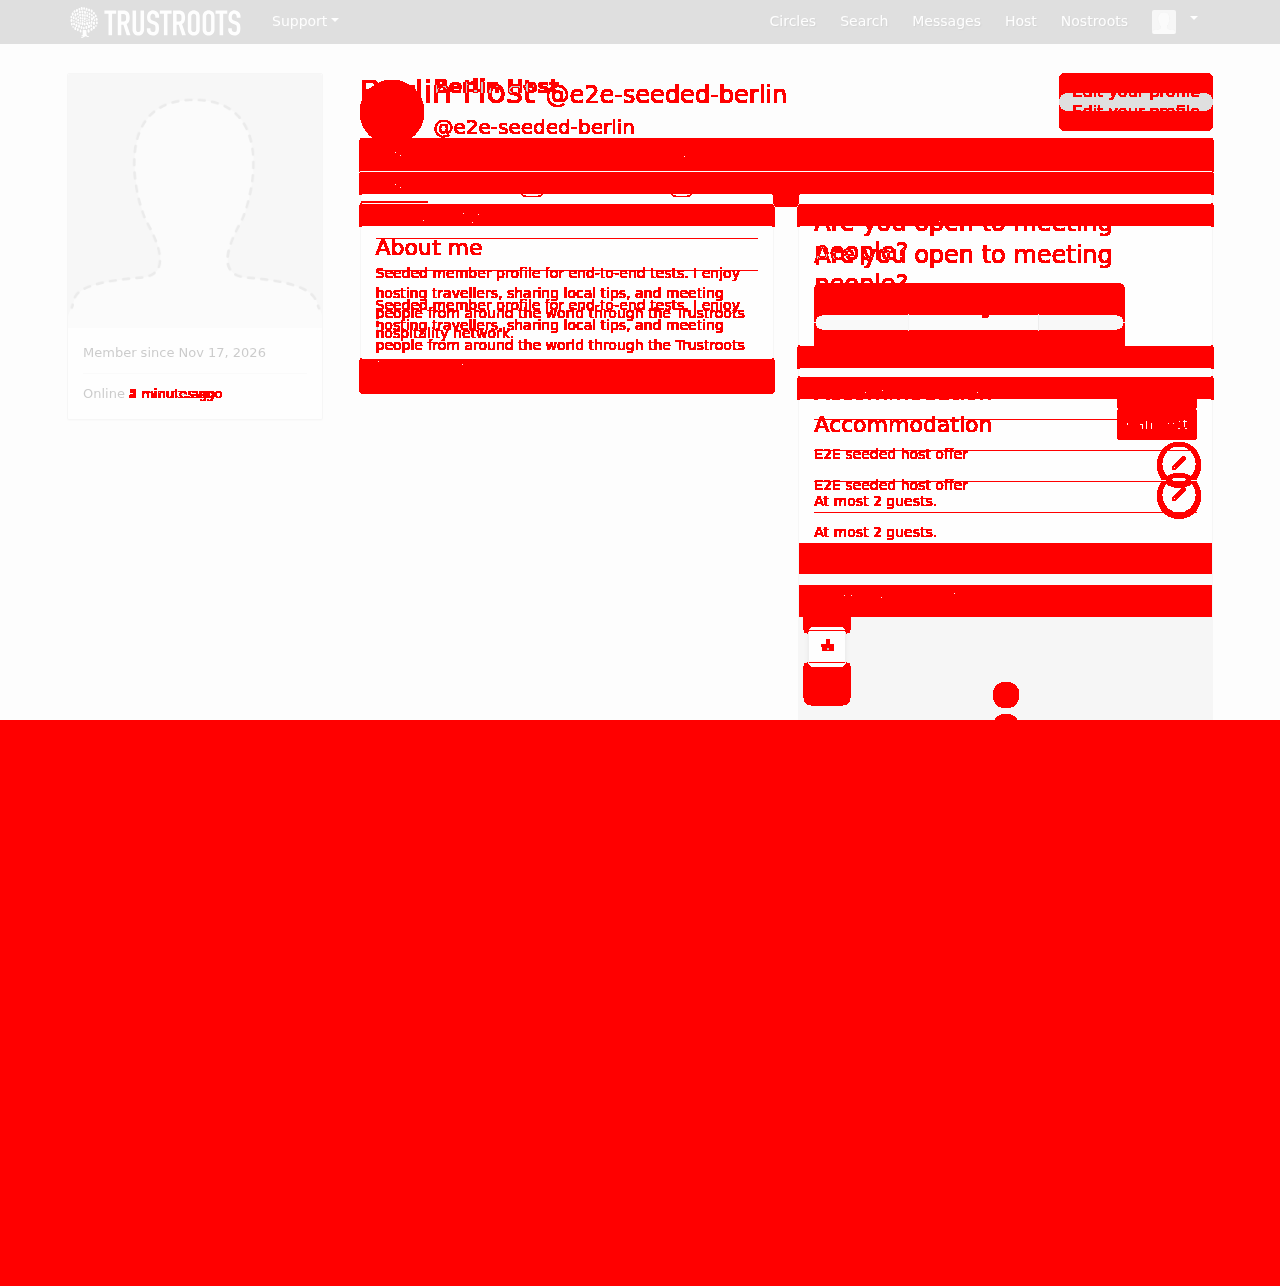 TRUSTROOTS
Support
Circles
Search
Messages
Host
Nostroots
Berlin Host @e2e-seeded-berlin
Berlin Host
@e2e-seeded-berlin
Edit your profile
Edit your profile
Member since Nov 17, 2026
Online minutes ago
About me
Seeded member profile for end-to-end tests. I enjoy
hosting travellers, sharing local tips, and meeting
Seeded member profile for end-to-end tests. I enjoy
people from around the world through the Trustroots
hosting travellers, sharing local tips, and meeting
hospitality network.
people from around the world through the Trustroots
Are you open to meeting
people?
Are you open to meeting
people?
Accommodation
Accommodation
E2E seeded host offer
E2E seeded host offer
At most 2 guests.
At most 2 guests.